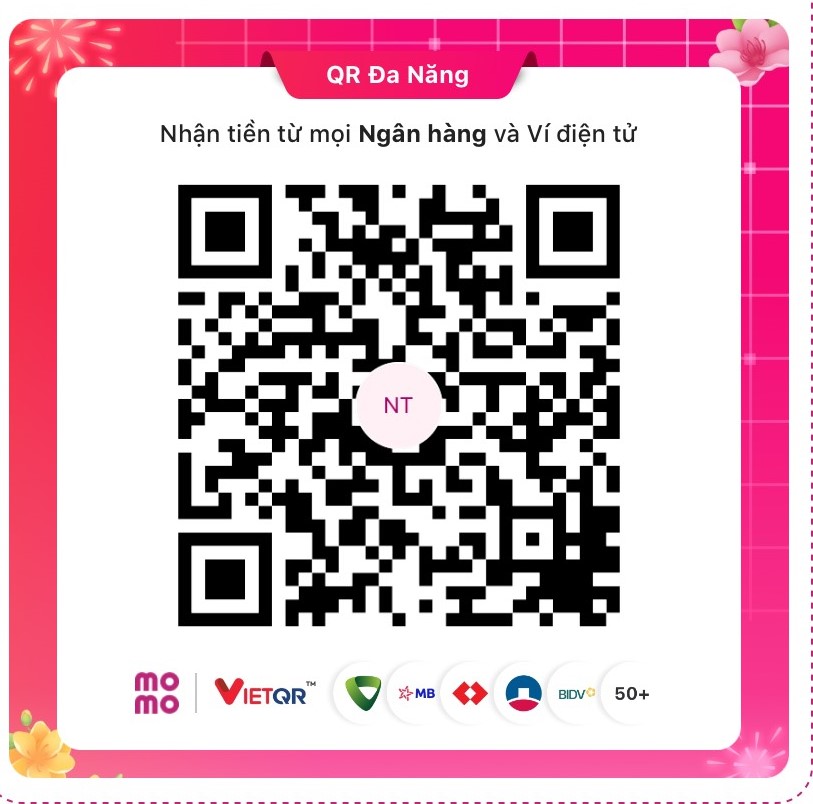 QR Đa Năng
Nhận tiền từ mọi Ngân hàng và Ví điện tử
NT
mo
mo
VIETQR™
MB
BIDV
50+